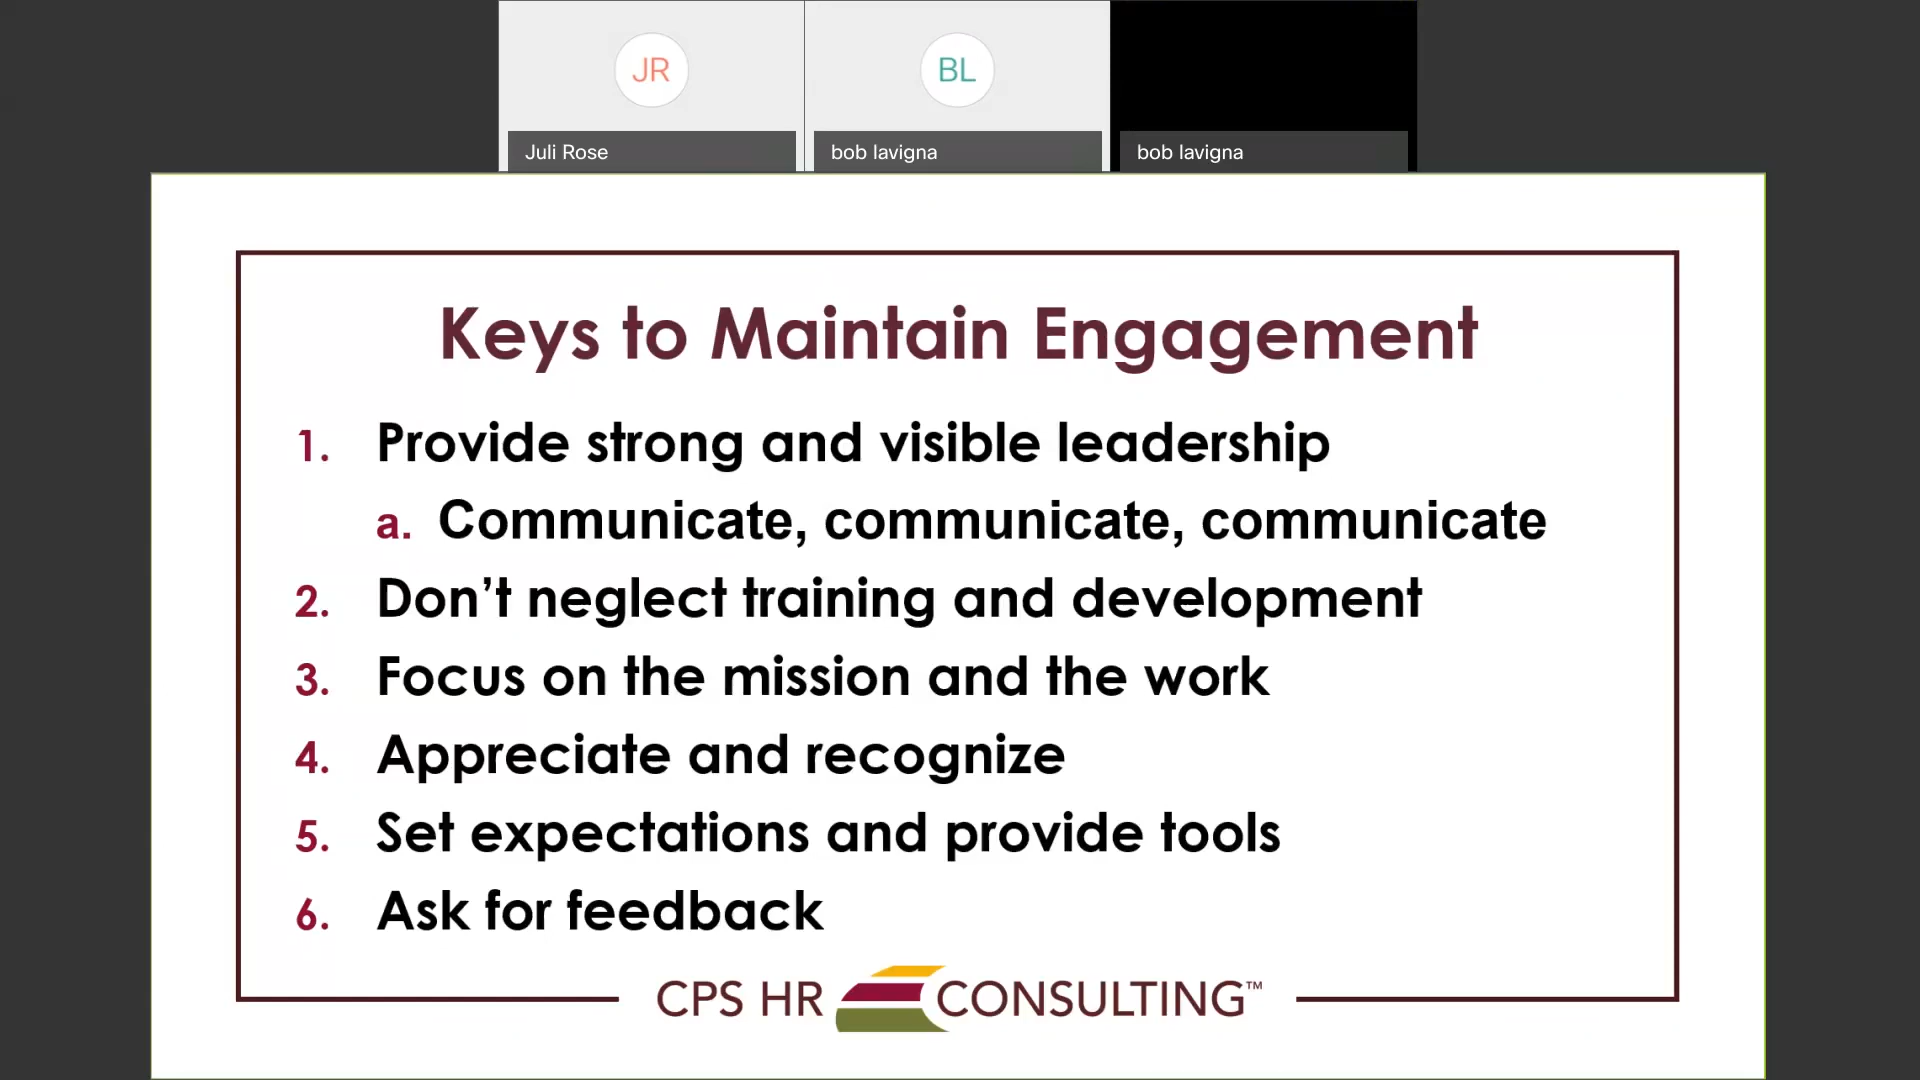 JR
BL
Juli Rose
bob lavigna
bob lavigna
Keys to Maintain Engagement
1. Provide strong and visible leadership
a. Communicate, communicate, communicate
2. Don’t neglect training and development
3. Focus on the mission and the work
4. Appreciate and recognize
5. Set expectations and provide tools
6. Ask for feedback
CPS HR CONSULTING™